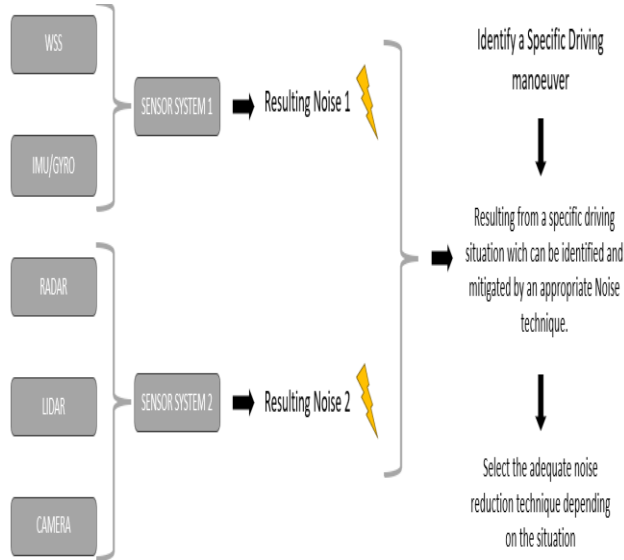 WSS
IMU/GYRO
SENSOR SYSTEM 1
Resulting Noise 1
RADAR
LIDAR
CAMERA
SENSOR SYSTEM 2
Resulting Noise 2
Identify a Specific Driving
manoeuver
Resulting from a specific driving
situation wich can be identified and
mitigated by an appropriate Noise
technique.
Select the adequate noise
reduction technique depending
on the situation